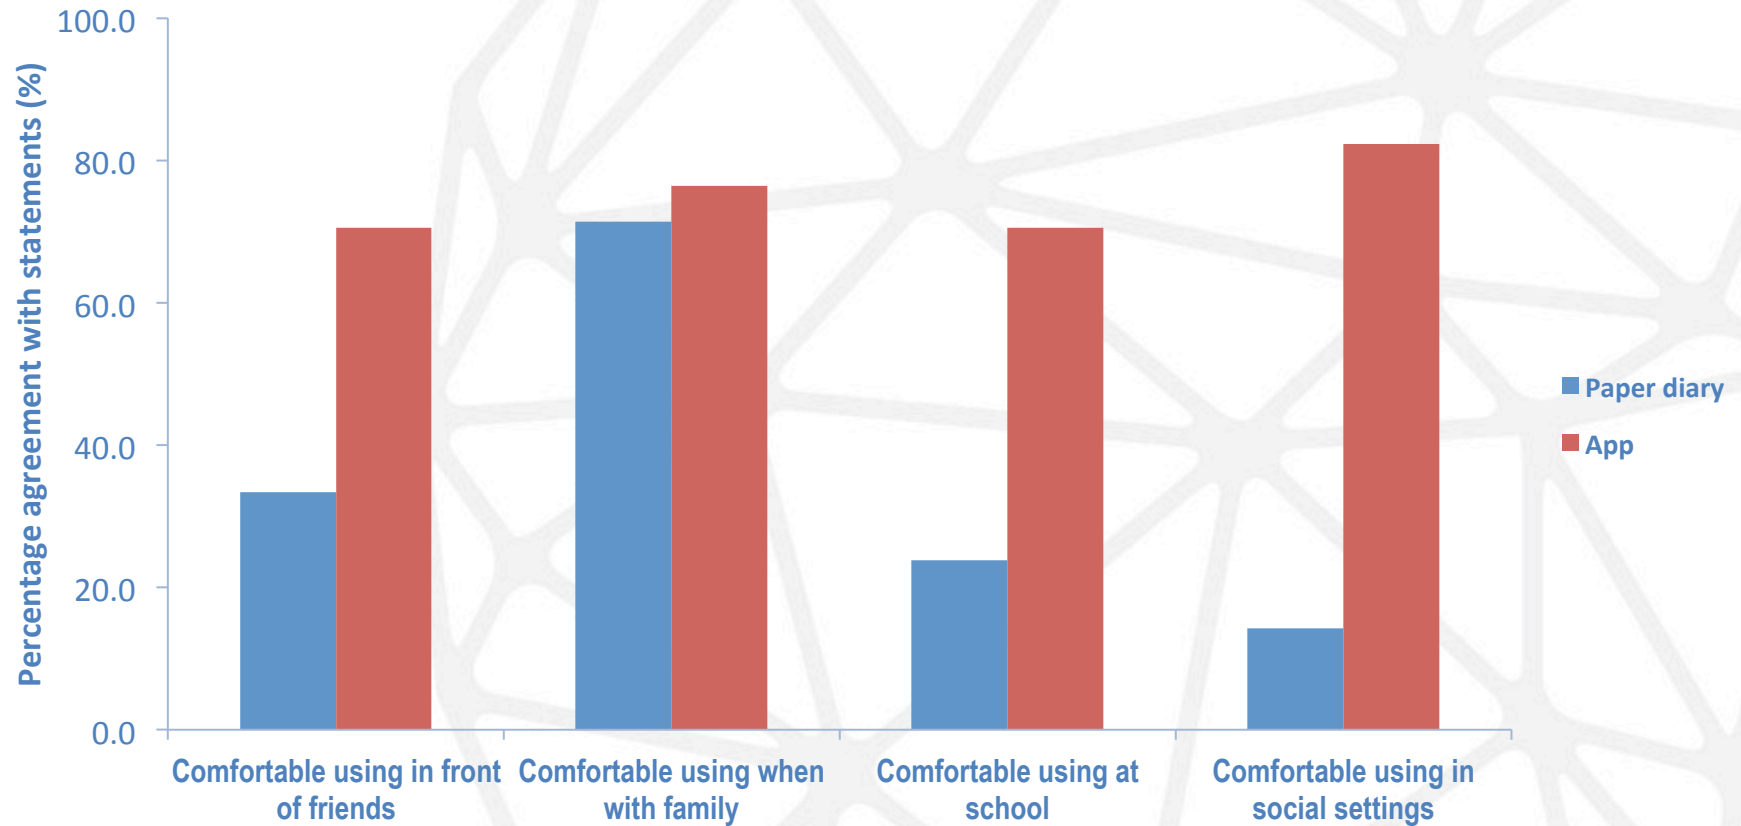 Percentage agreement with statements (%)
100.0
80.0
60.0
40.0
20.0
0.0
Comfortable using in front
of friends
Comfortable using when
with family
Comfortable using at
school
Comfortable using in
social settings
Paper diary
App